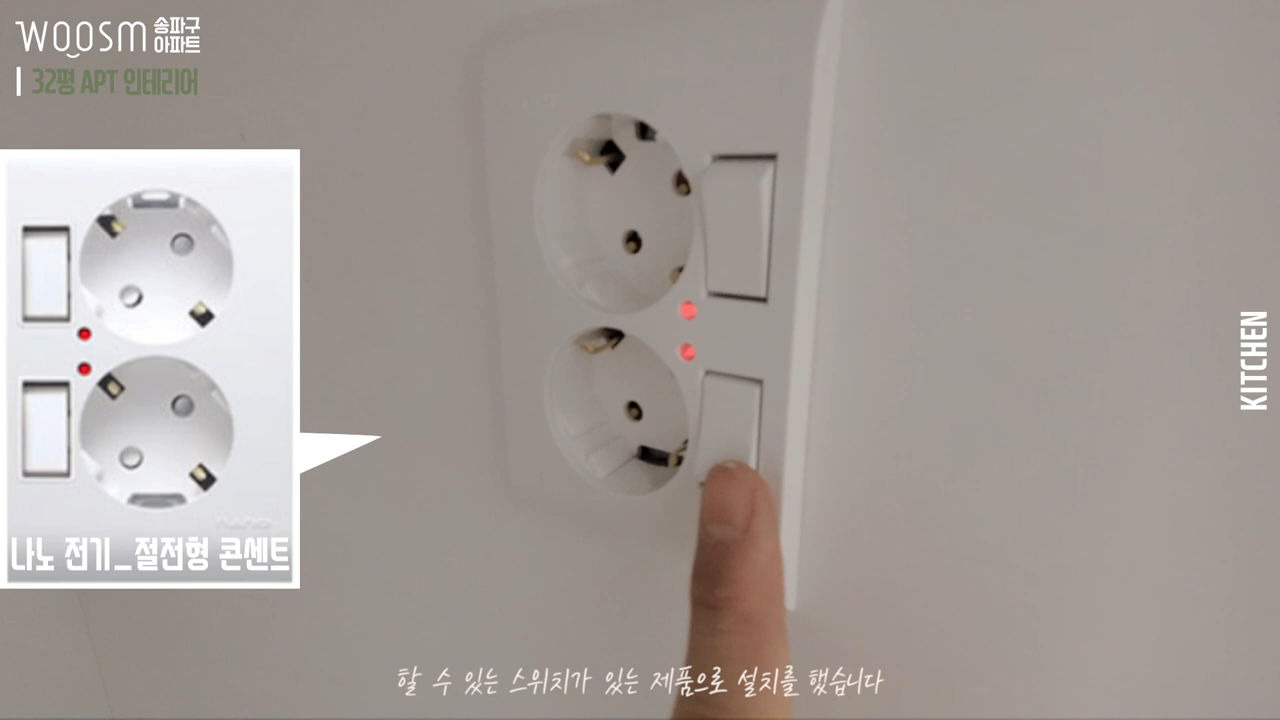 WOOSM 송파구
아파트
32평 APT 인테리어
나노 전기_절전형 콘센트
KITCHEN
할 수 있는 스위치가 있는 제품으로 설치를 했습니다